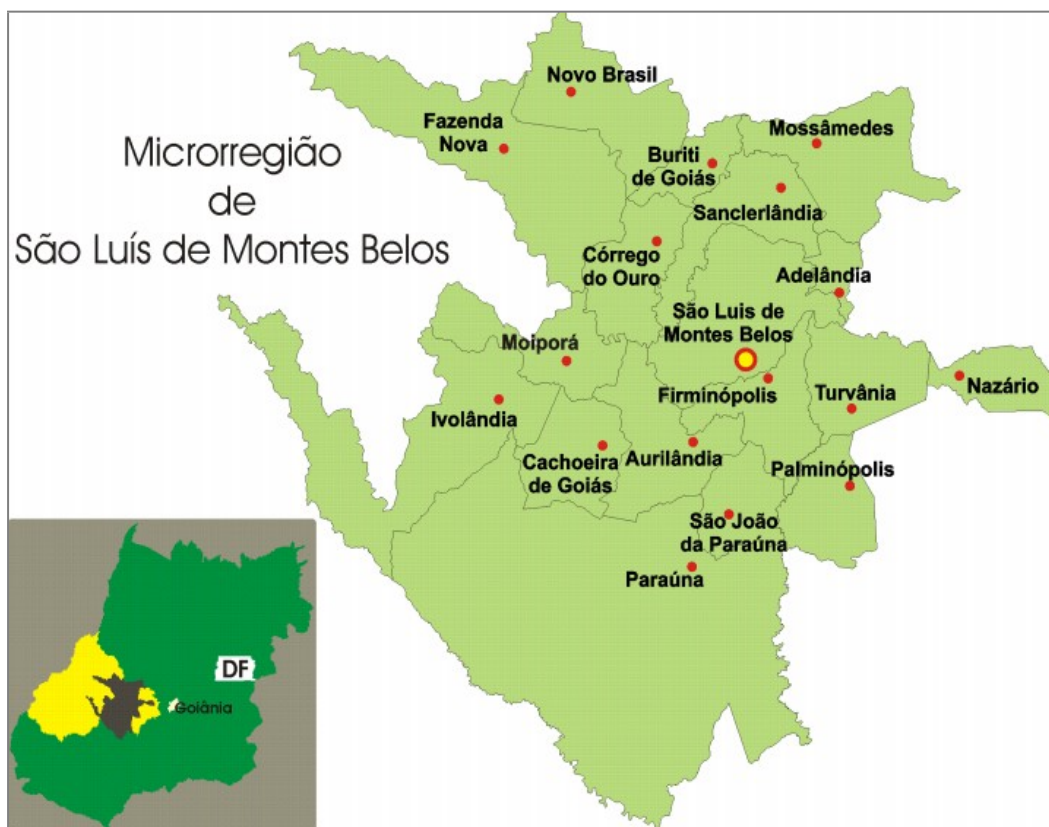 Microrregião
de
São Luís de Montes Belos
Novo Brasil
Fazenda
Nova
Mossâmedes
Buriti
de Goiás
Sanclerlândia
Córrego
do Ouro
Adelândia
São Luis de
Montes Belos
Moiporá
Firminópolis
Turvânia
Nazário
Ivolândia
Cachoeira
de Goiás
Aurilândia
Palminópolis
São João
da Paraúna
Paraúna
DF
Goiânia